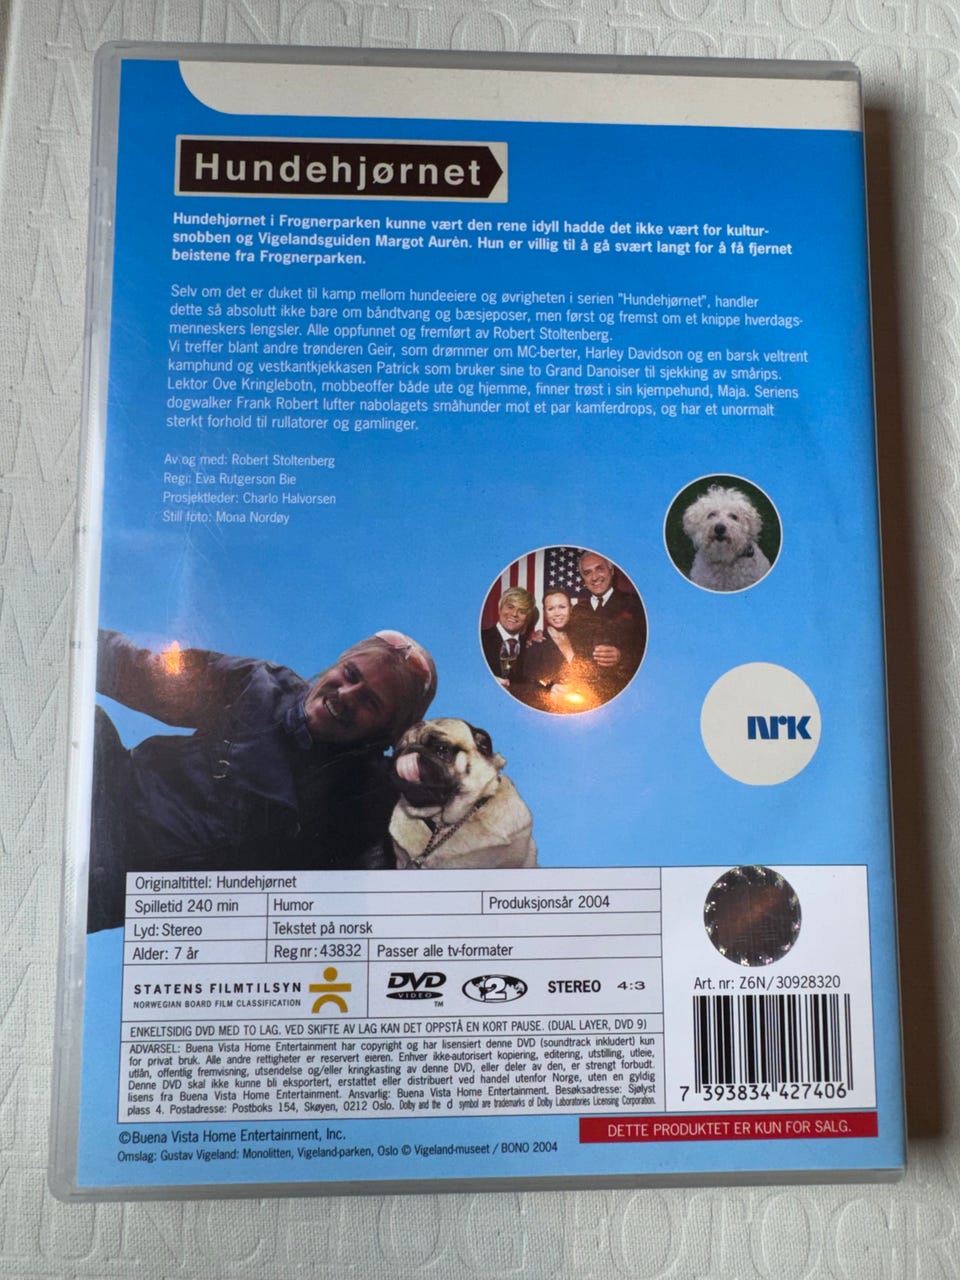 Hundehjørnet
Hundehjørnet i Frognerparken kunne vært den rene idyll hadde det ikke vært for kultur-
snobben og Vigelandsguiden Margot Aurèn. Hun er villig til å gå svært langt for å få fjernet
beistene fra Frognerparken.
Selv om det er duket til kamp mellom hundeeiere og øvrigheten i serien "Hundehjørnet", handler
dette så absolutt ikke bare om båndtvang og bæsjeposer, men først og fremst om et knippe hverdags-
menneskers lengsler. Alle oppfunnet og fremført av Robert Stoltenberg.
Vi treffer blant andre trønderen Geir, som drømmer om MC-berter, Harley Davidson og en barsk veltrent
kamphund og vestkantkjekkasen Patrick som bruker sine to Grand Danoiser til sjekking av smårips.
Lektor Ove Kringlebotn, mobbeoffer både ute og hjemme, finner trøst i sin kjempehund, Maja. Seriens
dogwalker Frank Robert lufter nabolagets småhunder mot et par kamferdrops, og har et unormalt
sterkt forhold til rullatorer og gamlinger.
Av og med: Robert Stoltenberg
Regi: Eva Rutgerson Bie
Prosjektleder: Charlo Halvorsen
Still foto: Mona Nordøy
NRK
Originaltittel: Hundehjørnet
Spilletid 240 min Humor Produksjonsår 2004
Lyd: Stereo Tekstet på norsk
Alder: 7 år Reg nr: 43832 Passer alle tv-formater
STATENS FILMTILSYN
NORWEGIAN BOARD FILM CLASSIFICATION
DVD VIDEO TM 2 STEREO 4:3
ENKELTSIDIG DVD MED TO LAG. VED SKIFTE AV LAG KAN DET OPPSTÅ EN KORT PAUSE. (DUAL LAYER, DVD 9)
ADVARSEL: Buena Vista Home Entertainment har copyright og har lisensiert denne DVD (soundtrack inkludert) kun
for privat bruk. Alle andre rettigheter er reservert eieren. Enhver ikke-autorisert kopiering, editering, utstilling, utleie,
utlån, offentlig fremvisning, utsendelse og/eller kringkasting av denne DVD, eller deler av den, er strengt forbudt.
Denne DVD skal ikke kunne bli eksportert, erstattet eller distribuert ved handel utenfor Norge, uten en gyldig
lisens fra Buena Vista Home Entertainment. Ansvarlig: Buena Vista Home Entertainment. Besøksadresse: Sjølyst
plass 4. Postadresse: Postboks 154, Skøyen, 0212 Oslo. Dolby and the d symbol are trademarks of Dolby Laboratories Licensing Corporation.
Art. nr: Z6N/30928320
7 393834 427406
DETTE PRODUKTET ER KUN FOR SALG.
©Buena Vista Home Entertainment, Inc.
Omslag: Gustav Vigeland: Monolitten, Vigeland-parken, Oslo © Vigeland-museet / BONO 2004
MUNCH OG FOTOGR